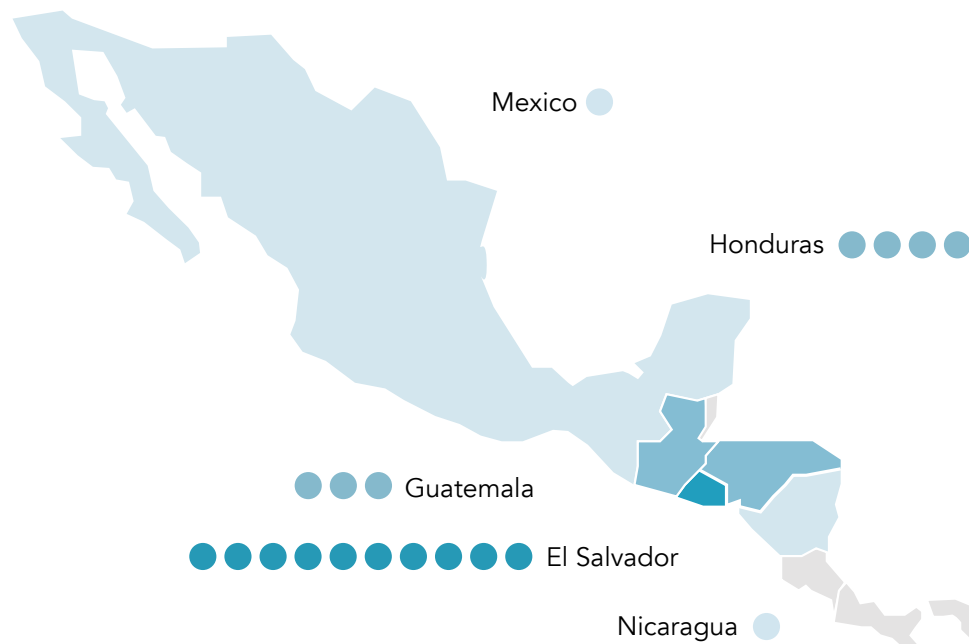 Mexico
Honduras
Guatemala
El Salvador
Nicaragua